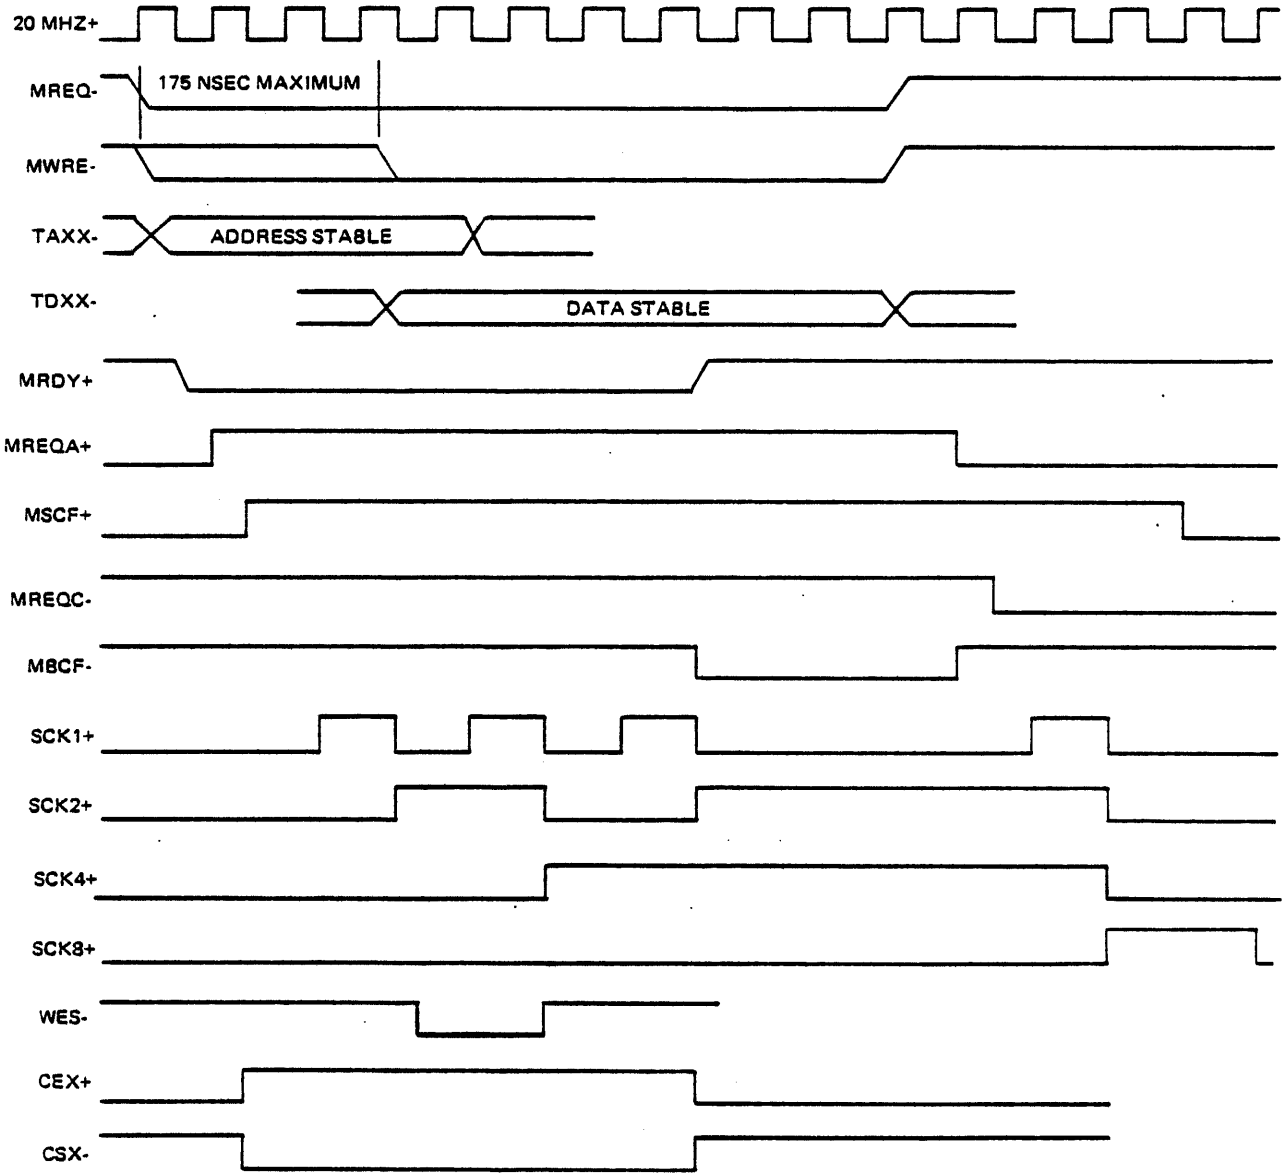 20 MHZ+
MREQ-
175 NSEC MAXIMUM
MWRE-
TAXX-
ADDRESS STABLE
TDXX-
DATA STABLE
MRDY+
MREQA+
MSCF+
MREQC-
MBCF-
SCK1+
SCK2+
SCK4+
SCK8+
WES-
CEX+
CSX-